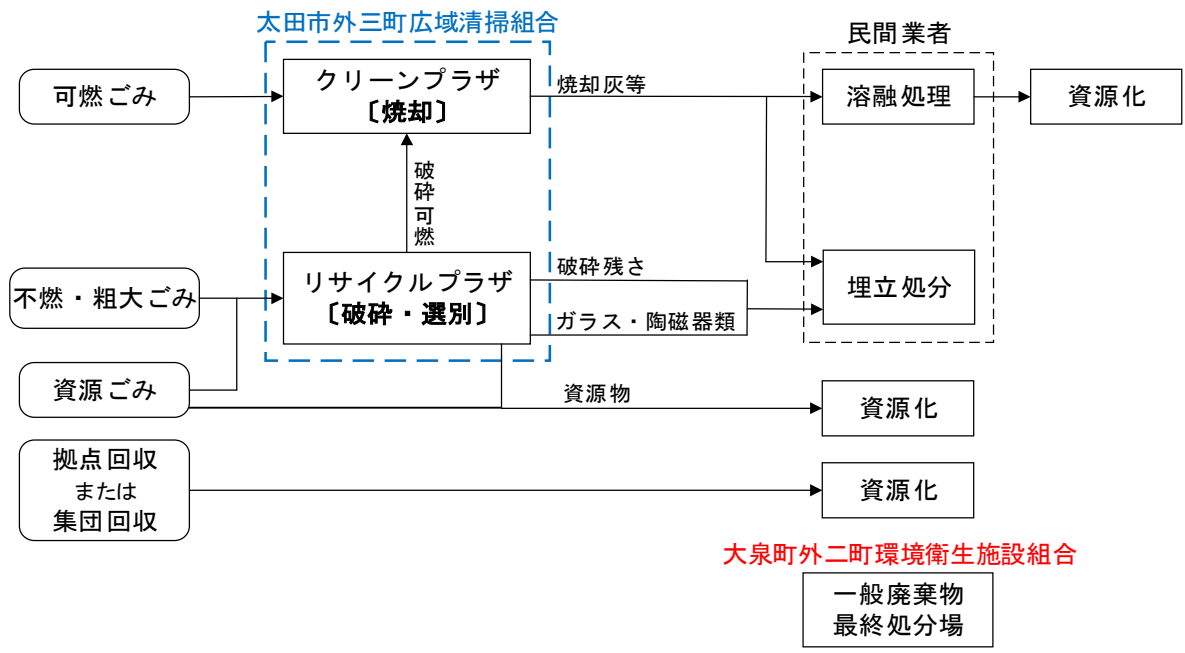 太田市外三町広域清掃組合
民間業者
可燃ごみ
クリーンプラザ
〔焼却〕
焼却灰等
溶融処理
資源化
破砕可燃
不燃・粗大ごみ
リサイクルプラザ
〔破砕・選別〕
破砕残さ
ガラス・陶磁器類
埋立処分
資源ごみ
資源物
資源化
拠点回収
または
集団回収
資源化
大泉町外二町環境衛生施設組合
一般廃棄物
最終処分場